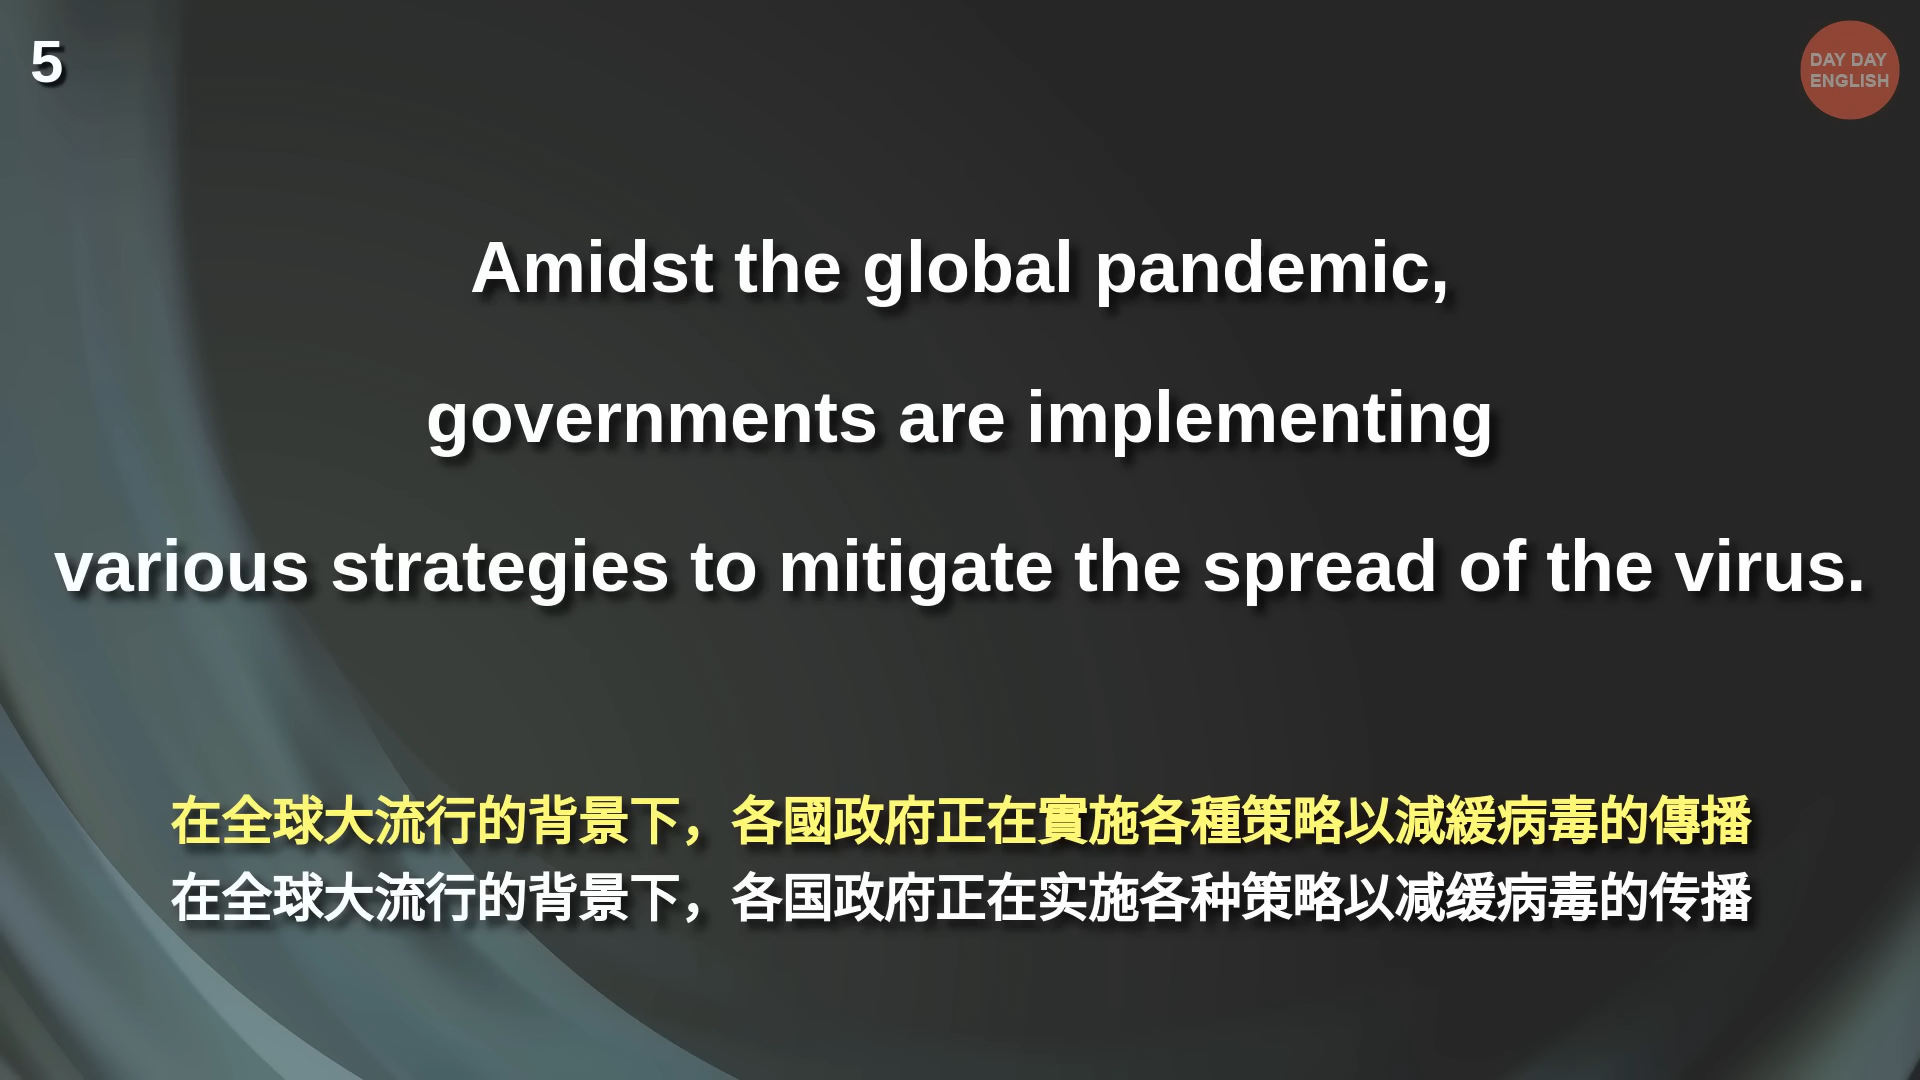 5
DAY DAY
ENGLISH
Amidst the global pandemic,
governments are implementing
various strategies to mitigate the spread of the virus.
在全球大流行的背景下，各國政府正在實施各種策略以減緩病毒的傳播
在全球大流行的背景下，各国政府正在实施各种策略以减缓病毒的传播